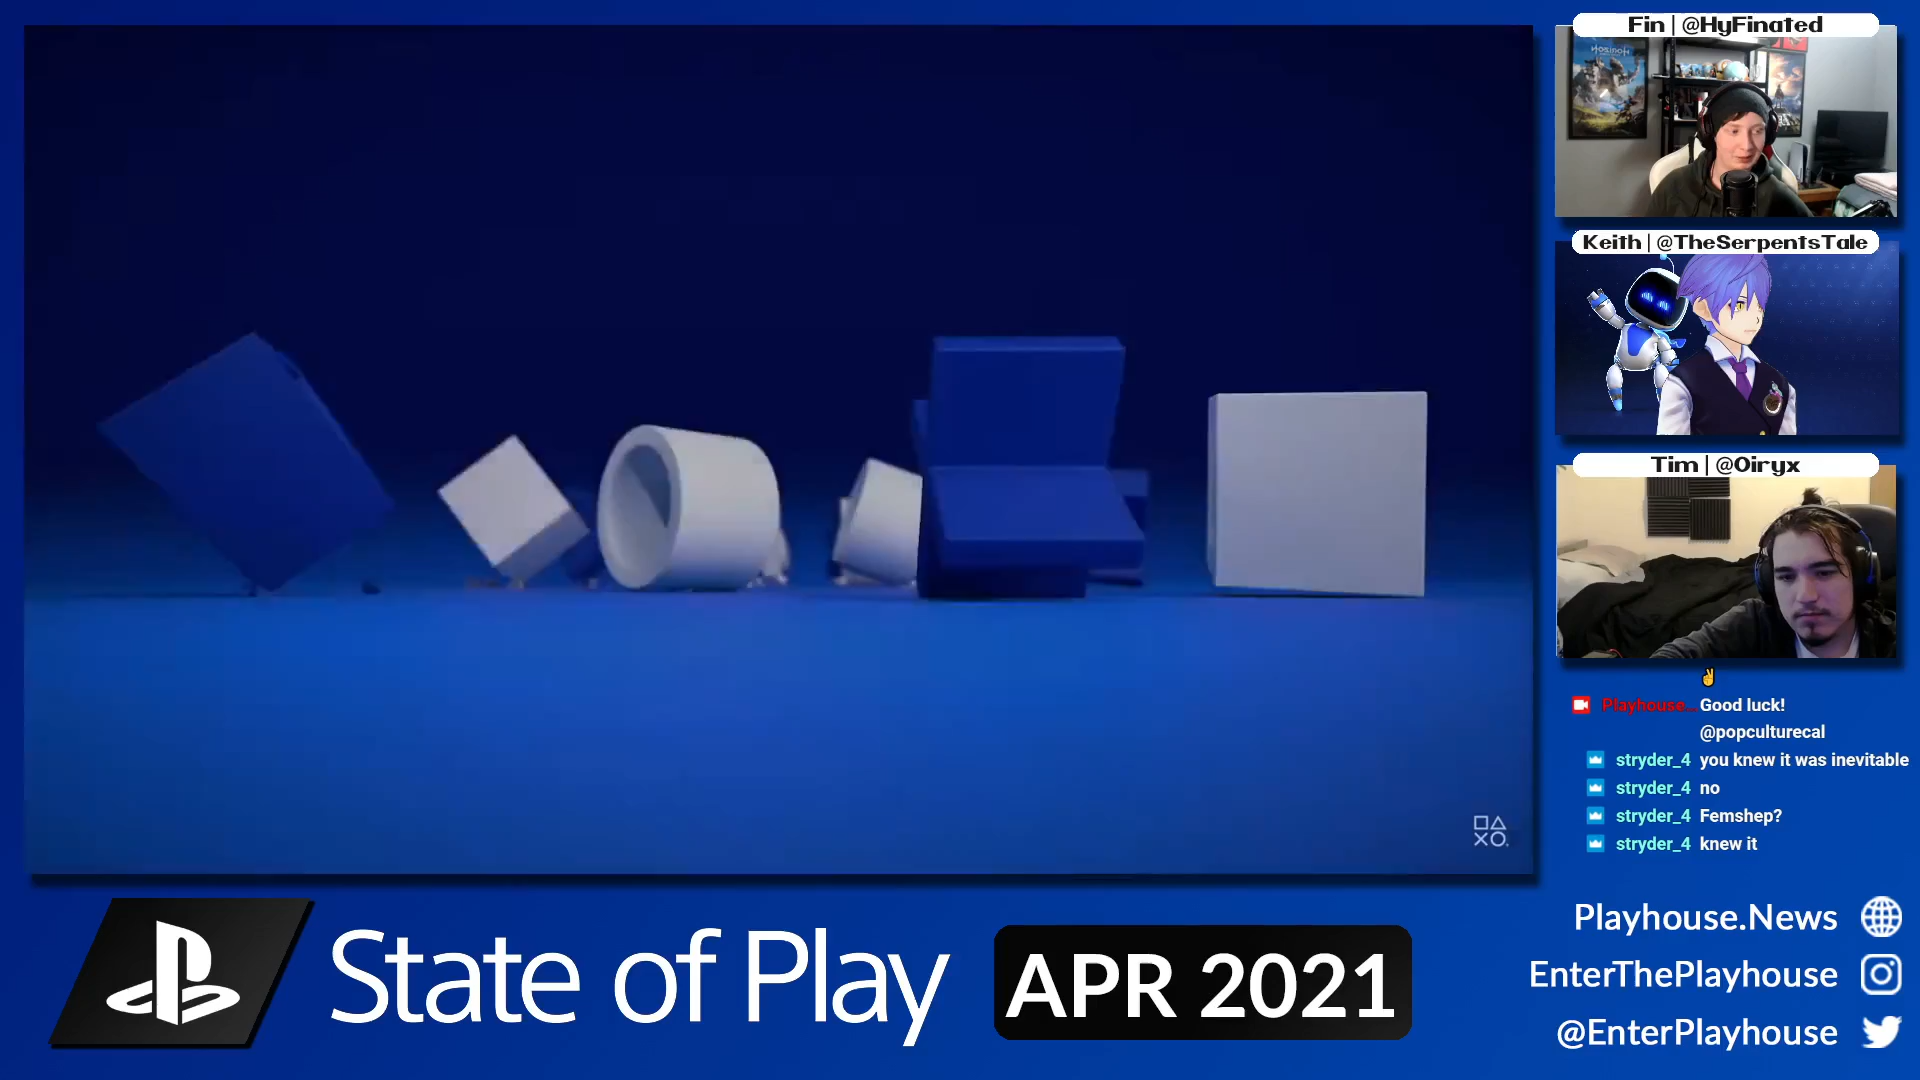 Fin | @HyFinated
HORIZON
Keith | @TheSerpentsTale
Tim | @Oiryx
Playhouse... Good luck!
@popculturecal
stryder_4 you knew it was inevitable
stryder_4 no
stryder_4 Femshep?
stryder_4 knew it
State of Play APR 2021
Playhouse.News
EnterThePlayhouse
@EnterPlayhouse